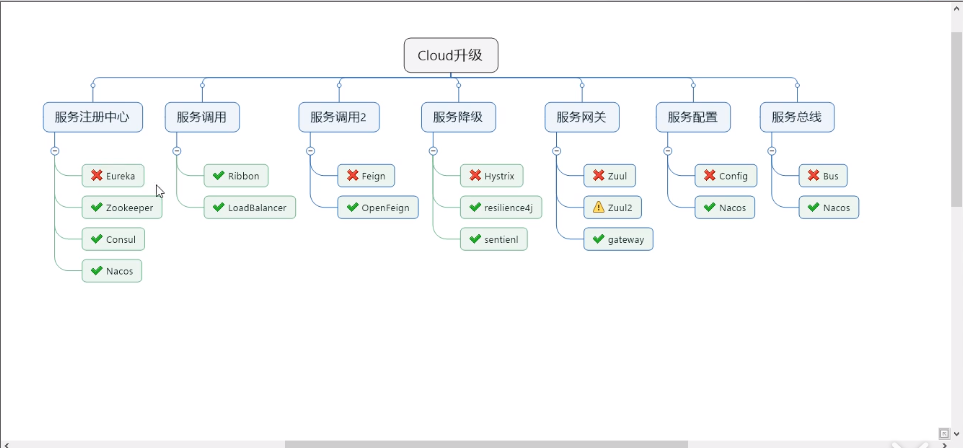 Cloud升级
服务注册中心
服务调用
服务调用2
服务降级
服务网关
服务配置
服务总线
Eureka
Zookeeper
Consul
Nacos
Ribbon
LoadBalancer
Feign
OpenFeign
Hystrix
resilience4j
sentienl
Zuul
Zuul2
gateway
Config
Nacos
Bus
Nacos